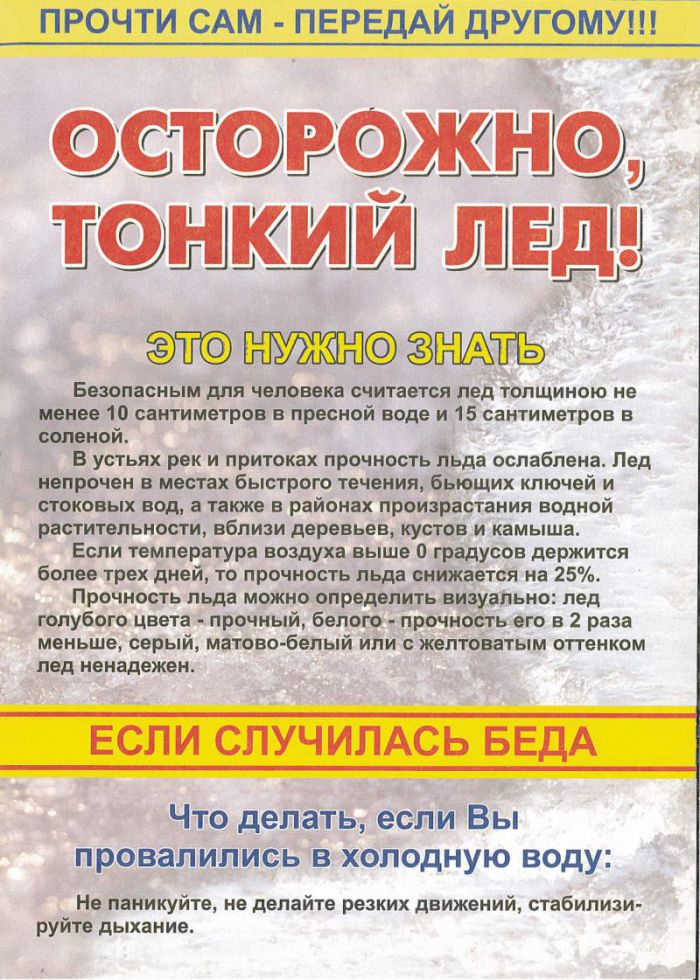 ПРОЧТИ САМ - ПЕРЕДАЙ ДРУГОМУ!!!
ОСТОРОЖНО,
ТОНКИЙ ЛЕД!
ЭТО НУЖНО ЗНАТЬ
Безопасным для человека считается лед толщиною не
менее 10 сантиметров в пресной воде и 15 сантиметров в
соленой.
В устьях рек и притоках прочность льда ослаблена. Лед
непрочен в местах быстрого течения, бьющих ключей и
стоковых вод, а также в районах произрастания водной
растительности, вблизи деревьев, кустов и камыша.
Если температура воздуха выше 0 градусов держится
более трех дней, то прочность льда снижается на 25%.
Прочность льда можно определить визуально: лед
голубого цвета - прочный, белого - прочность его в 2 раза
меньше, серый, матово-белый или с желтоватым оттенком
лед ненадежен.
ЕСЛИ СЛУЧИЛАСЬ БЕДА
Что делать, если Вы
провалились в холодную воду:
Не паникуйте, не делайте резких движений, стабилизи-
руйте дыхание.